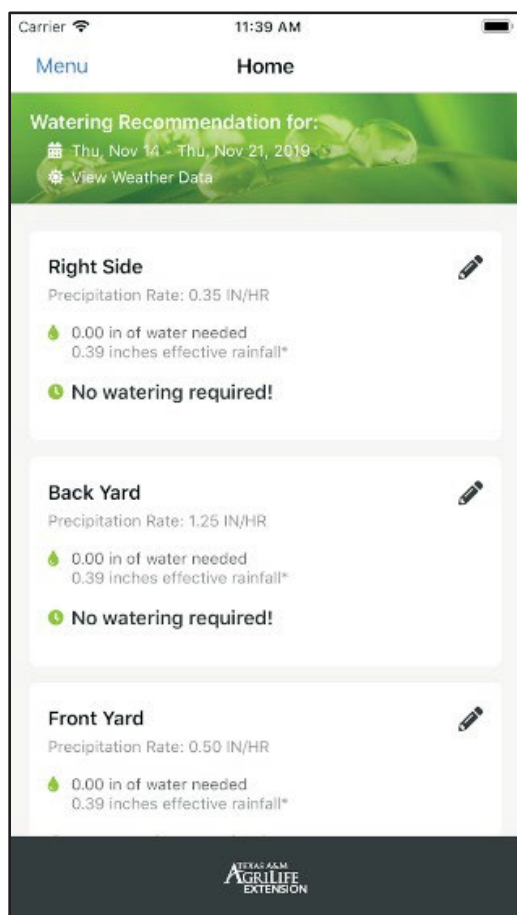 Carrier 11:39 AM
Menu Home
Watering Recommendation for:
Thu, Nov 14 - Thu, Nov 21, 2019
View Weather Data
Right Side
Precipitation Rate: 0.35 IN/HR
0.00 in of water needed
0.39 inches effective rainfall*
No watering required!
Back Yard
Precipitation Rate: 1.25 IN/HR
0.00 in of water needed
0.39 inches effective rainfall*
No watering required!
Front Yard
Precipitation Rate: 0.50 IN/HR
0.00 in of water needed
0.39 inches effective rainfall*
TEXAS A&M
AGRILIFE
EXTENSION